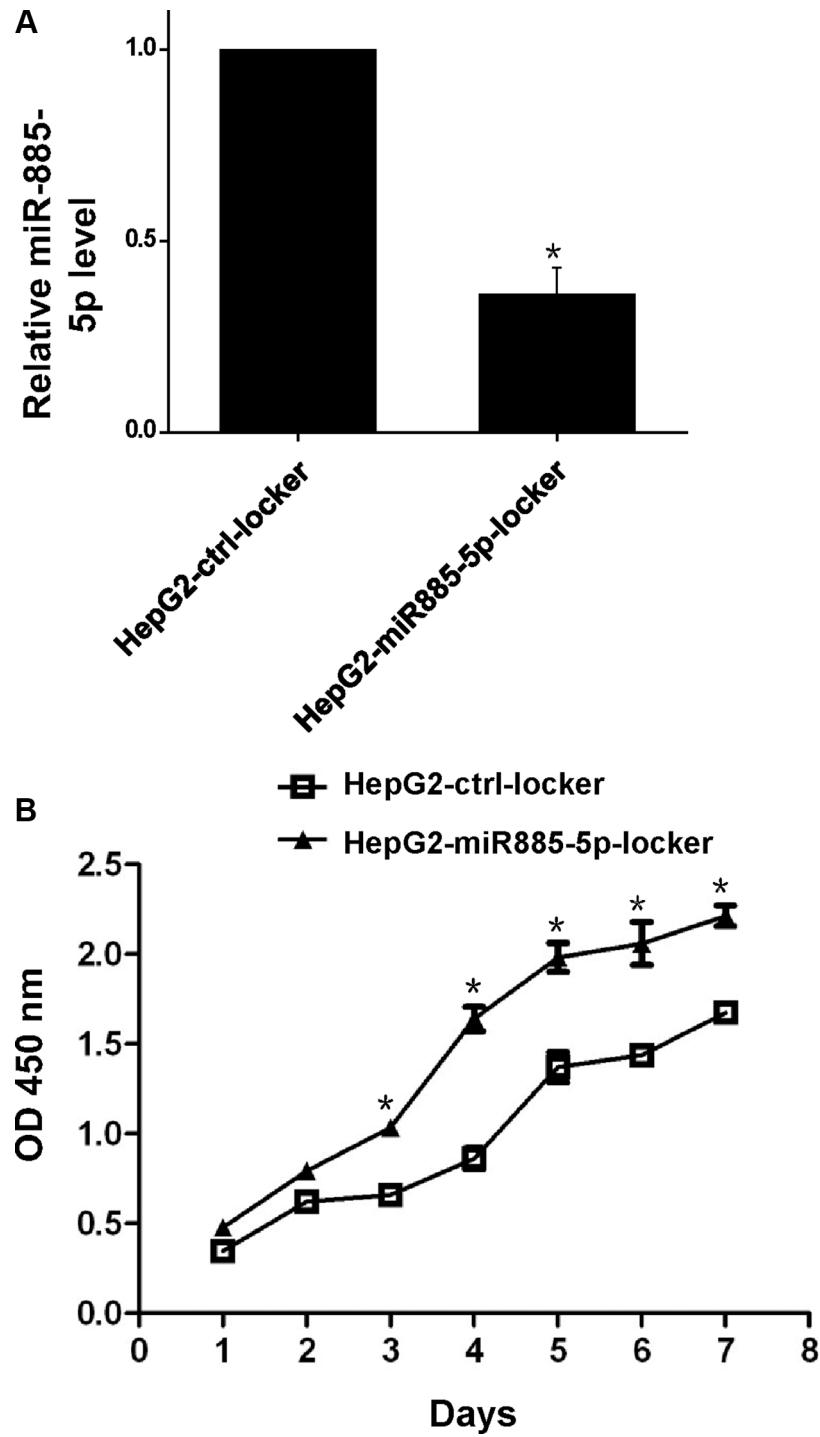 A
Relative miR-885-
5p level
1.0
0.5
0.0
*
HepG2-ctrl-locker
HepG2-miR885-5p-locker
B
HepG2-ctrl-locker
HepG2-miR885-5p-locker
OD 450 nm
2.5
2.0
1.5
1.0
0.5
0.0
* * * * *
0 1 2 3 4 5 6 7 8
Days